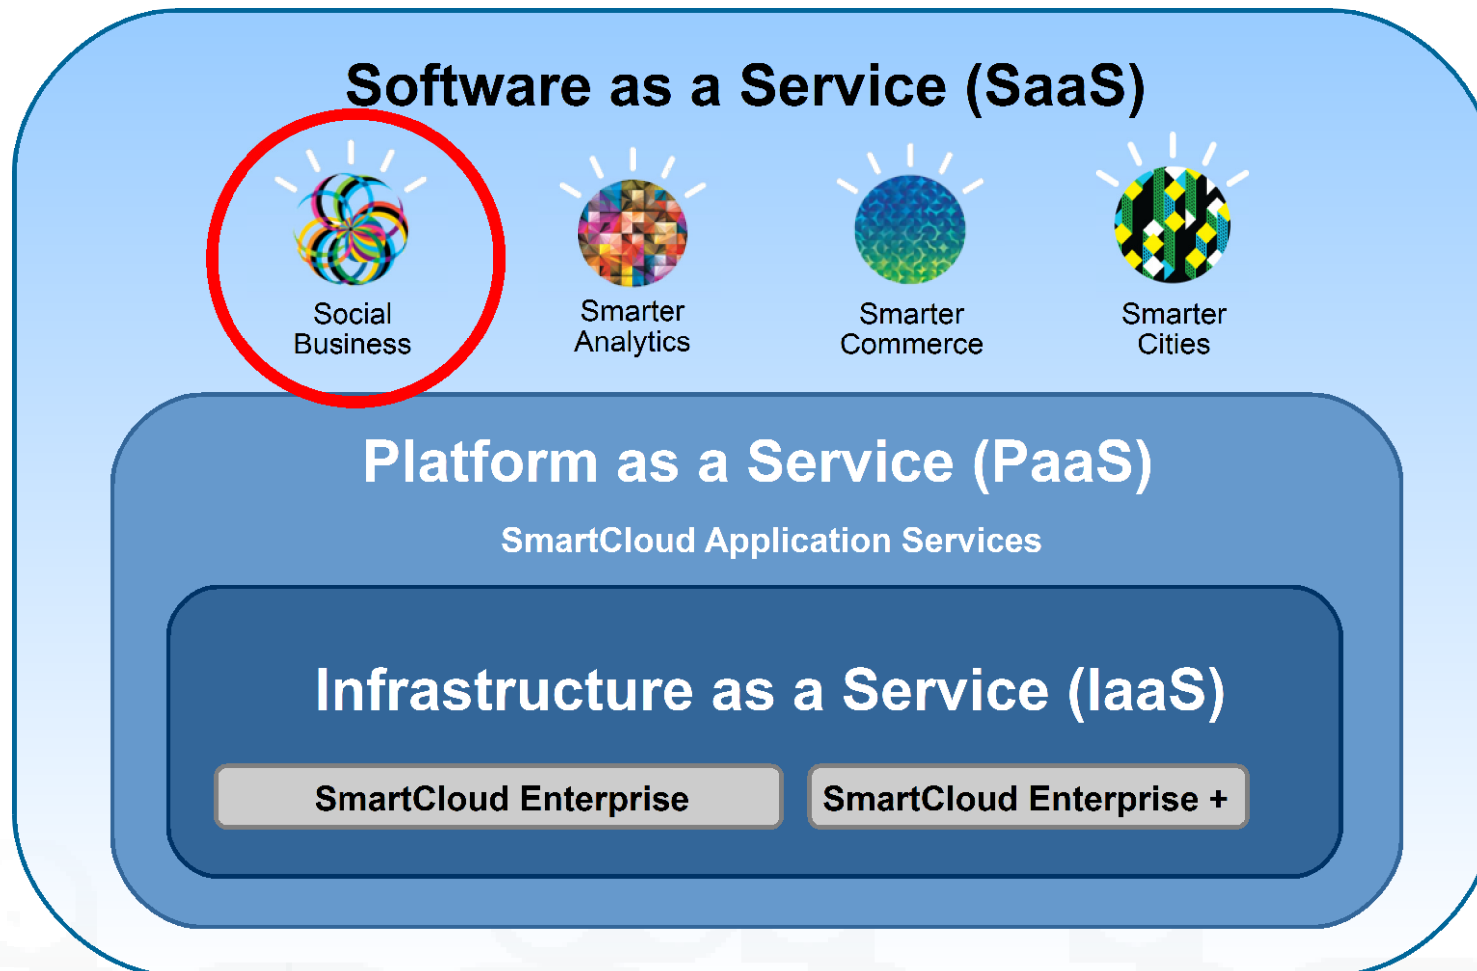 Software as a Service (SaaS)
Social
Business
Smarter
Analytics
Smarter
Commerce
Smarter
Cities
Platform as a Service (PaaS)
SmartCloud Application Services
Infrastructure as a Service (IaaS)
SmartCloud Enterprise
SmartCloud Enterprise +